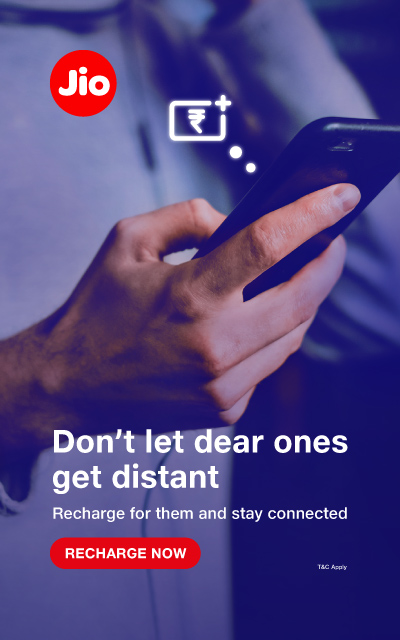 Jio
₹
Don't let dear ones
get distant
Recharge for them and stay connected
RECHARGE NOW
T&C Apply